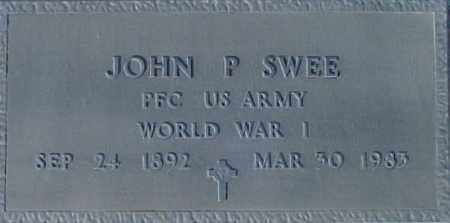 JOHN P SWEE
PFC US ARMY
WORLD WAR I
SEP 24 1892 MAR 30 1983